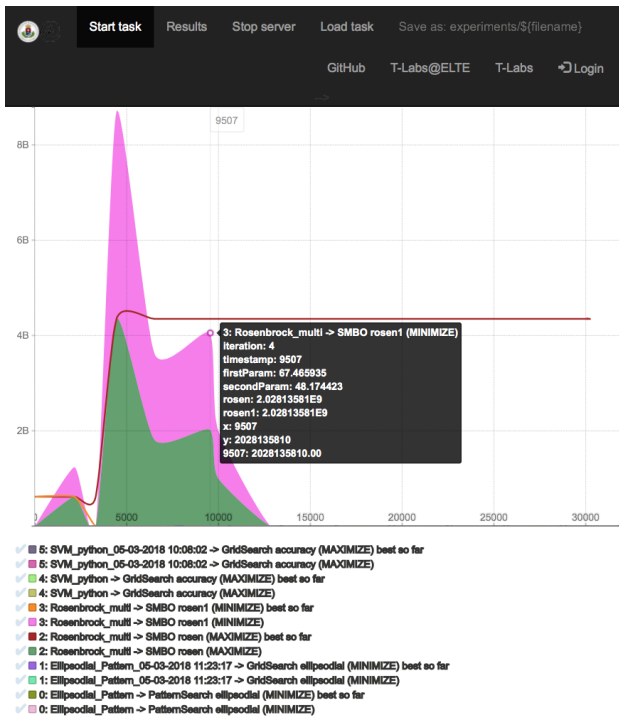 Start task Results Stop server Load task Save as: experiments/${filename}
GitHub T-Labs@ELTE T-Labs Login
-->
9507
8B
6B
4B
2B
3: Rosenbrock_multi -> SMBO rosen1 (MINIMIZE)
iteration: 4
timestamp: 9507
firstParam: 67.465935
secondParam: 48.174423
rosen: 2.02813581E9
rosen1: 2.02813581E9
x: 9507
y: 2028135810
9507: 2028135810.00
0 5000 10000 15000 20000 25000 30000
5: SVM_python_05-03-2018 10:08:02 -> GridSearch accuracy (MAXIMIZE) best so far
5: SVM_python_05-03-2018 10:08:02 -> GridSearch accuracy (MAXIMIZE)
4: SVM_python -> GridSearch accuracy (MAXIMIZE) best so far
4: SVM_python -> GridSearch accuracy (MAXIMIZE)
3: Rosenbrock_multi -> SMBO rosen1 (MINIMIZE) best so far
3: Rosenbrock_multi -> SMBO rosen1 (MINIMIZE)
2: Rosenbrock_multi -> SMBO rosen (MAXIMIZE) best so far
2: Rosenbrock_multi -> SMBO rosen (MAXIMIZE)
1: Ellipsodial_Pattern_05-03-2018 11:23:17 -> GridSearch ellipsodial (MINIMIZE) best so far
1: Ellipsodial_Pattern_05-03-2018 11:23:17 -> GridSearch ellipsodial (MINIMIZE)
0: Ellipsodial_Pattern -> PatternSearch ellipsodial (MINIMIZE) best so far
0: Ellipsodial_Pattern -> PatternSearch ellipsodial (MINIMIZE)